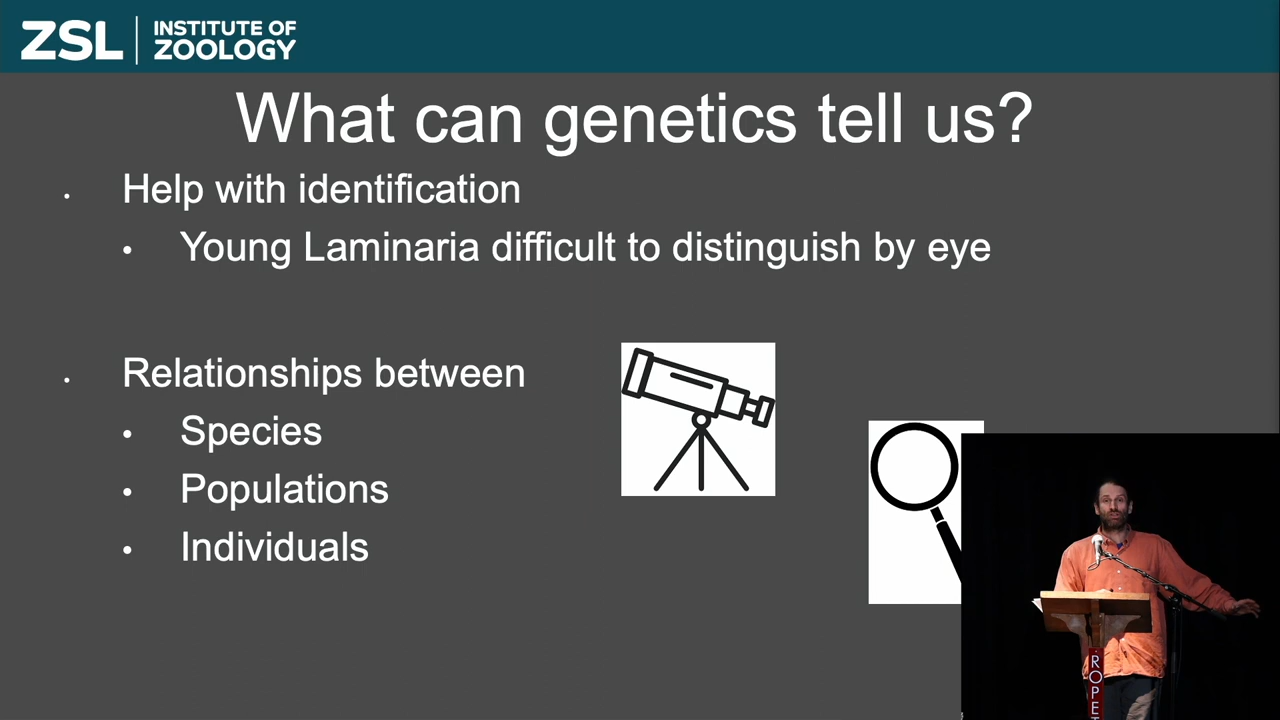 ZSL
INSTITUTE OF
ZOOLOGY
What can genetics tell us?
• Help with identification
• Young Laminaria difficult to distinguish by eye
• Relationships between
• Species
• Populations
• Individuals
ROPET